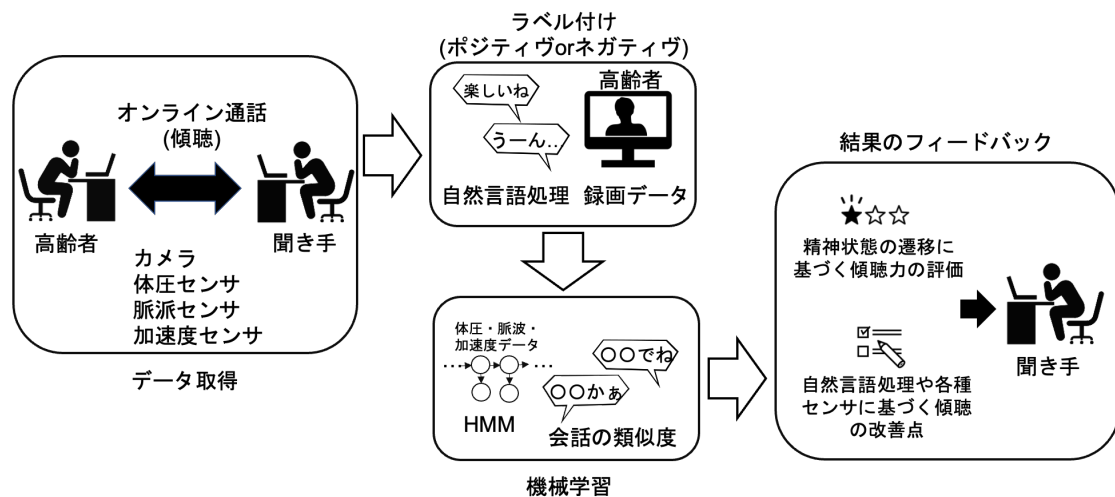 オンライン通話
(傾聴)
高齢者
聞き手
カメラ
体圧センサ
脈派センサ
加速度センサ
データ取得
ラベル付け
(ポジティヴorネガティヴ)
楽しいね
うーん..
高齢者
自然言語処理
録画データ
体圧・脈波・
加速度データ
HMM
〇〇でね
〇〇かぁ
会話の類似度
機械学習
結果のフィードバック
精神状態の遷移に
基づく傾聴力の評価
自然言語処理や各種
センサに基づく傾聴
の改善点
聞き手